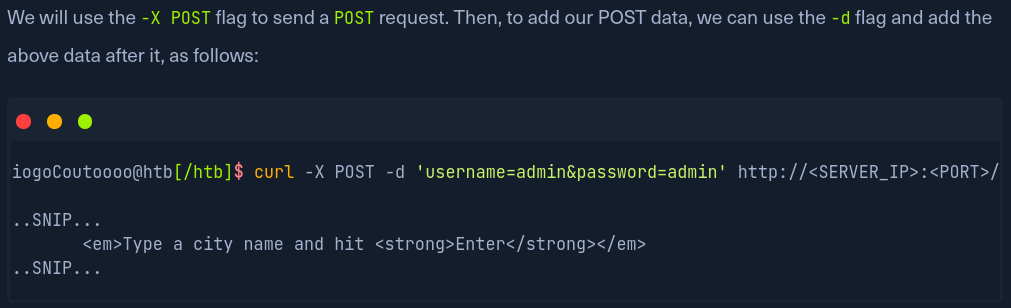 We will use the -X POST flag to send a POST request. Then, to add our POST data, we can use the -d flag and add the
above data after it, as follows:
iogoCoutoooo@htb[/htb]$ curl -X POST -d 'username=admin&password=admin' http://<SERVER_IP>:<PORT>/
..SNIP...
<em>Type a city name and hit <strong>Enter</strong></em>
..SNIP...